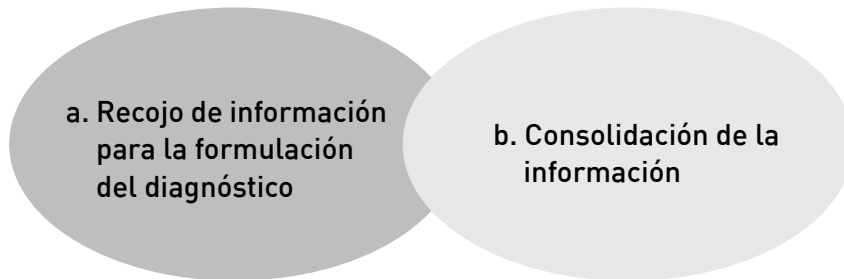 a. Recojo de información
para la formulación
del diagnóstico
b. Consolidación de la
información